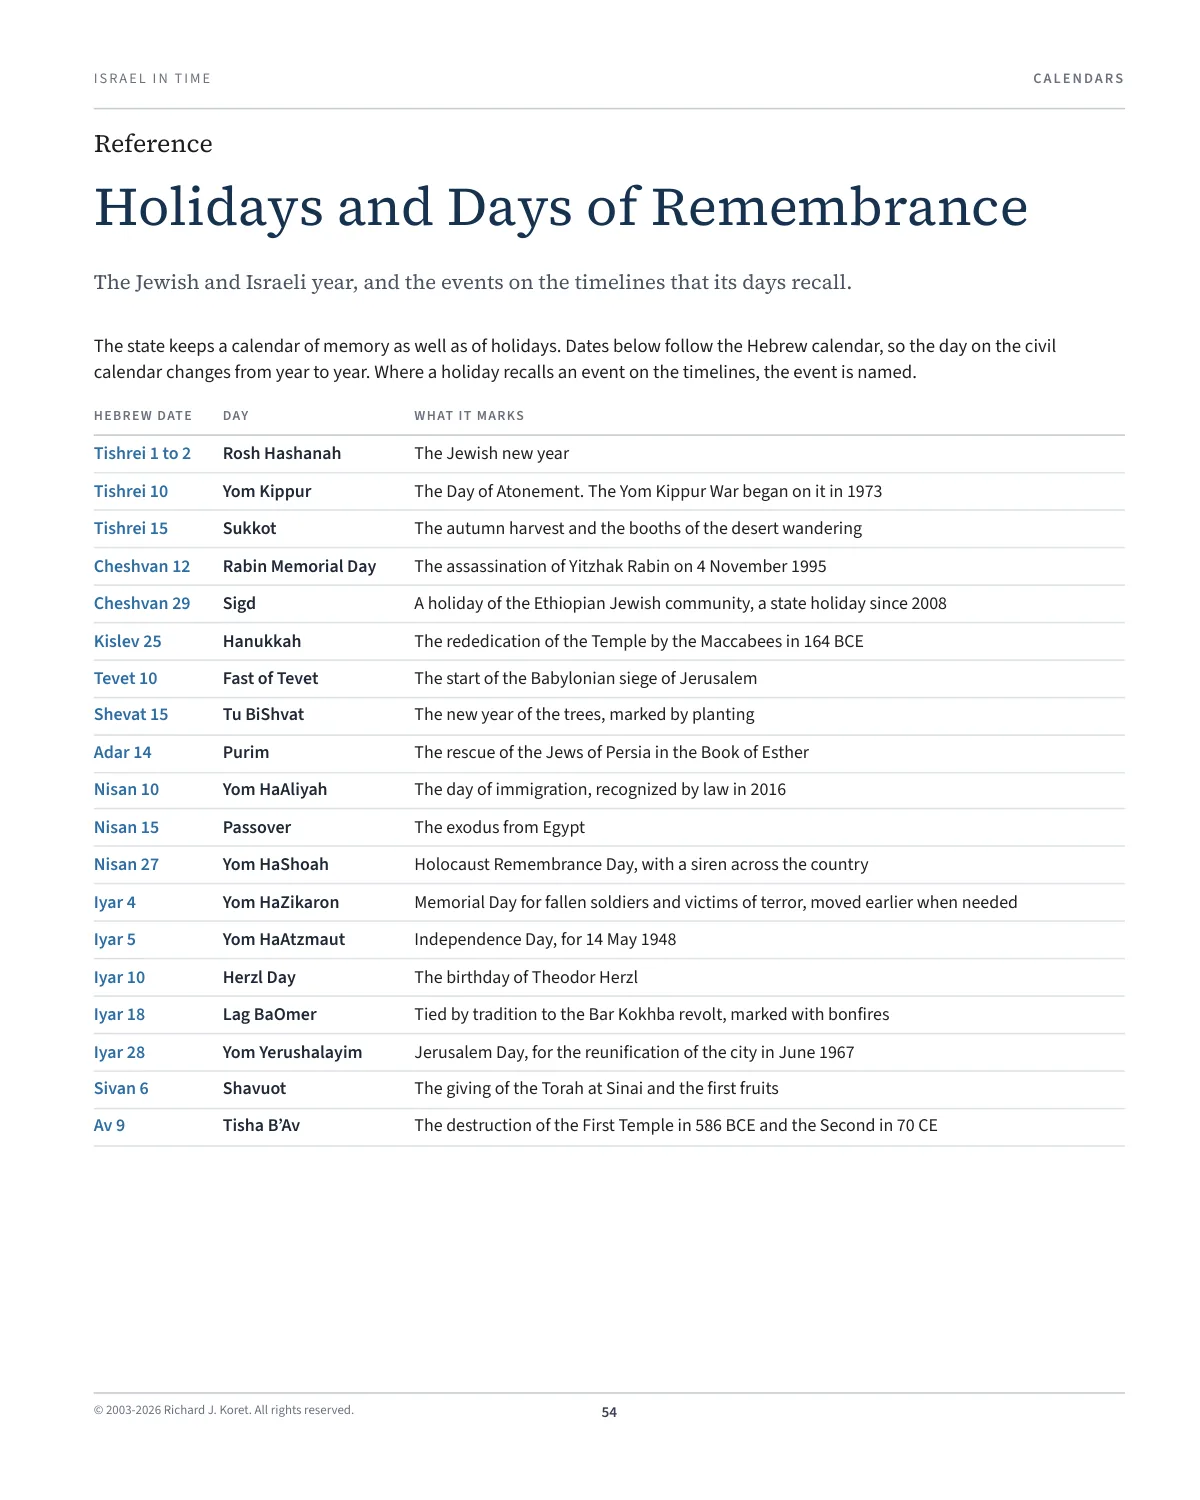 ISRAEL IN TIME
CALENDARS
Reference
Holidays and Days of Remembrance
The Jewish and Israeli year, and the events on the timelines that its days recall.
The state keeps a calendar of memory as well as of holidays. Dates below follow the Hebrew calendar, so the day on the civil
calendar changes from year to year. Where a holiday recalls an event on the timelines, the event is named.
HEBREW DATE DAY WHAT IT MARKS
Tishrei 1 to 2 Rosh Hashanah The Jewish new year
Tishrei 10 Yom Kippur The Day of Atonement. The Yom Kippur War began on it in 1973
Tishrei 15 Sukkot The autumn harvest and the booths of the desert wandering
Cheshvan 12 Rabin Memorial Day The assassination of Yitzhak Rabin on 4 November 1995
Cheshvan 29 Sigd A holiday of the Ethiopian Jewish community, a state holiday since 2008
Kislev 25 Hanukkah The rededication of the Temple by the Maccabees in 164 BCE
Tevet 10 Fast of Tevet The start of the Babylonian siege of Jerusalem
Shevat 15 Tu BiShvat The new year of the trees, marked by planting
Adar 14 Purim The rescue of the Jews of Persia in the Book of Esther
Nisan 10 Yom HaAliyah The day of immigration, recognized by law in 2016
Nisan 15 Passover The exodus from Egypt
Nisan 27 Yom HaShoah Holocaust Remembrance Day, with a siren across the country
Iyar 4 Yom HaZikaron Memorial Day for fallen soldiers and victims of terror, moved earlier when needed
Iyar 5 Yom HaAtzmaut Independence Day, for 14 May 1948
Iyar 10 Herzl Day The birthday of Theodor Herzl
Iyar 18 Lag BaOmer Tied by tradition to the Bar Kokhba revolt, marked with bonfires
Iyar 28 Yom Yerushalayim Jerusalem Day, for the reunification of the city in June 1967
Sivan 6 Shavuot The giving of the Torah at Sinai and the first fruits
Av 9 Tisha B’Av The destruction of the First Temple in 586 BCE and the Second in 70 CE
© 2003-2026 Richard J. Koret. All rights reserved.
54